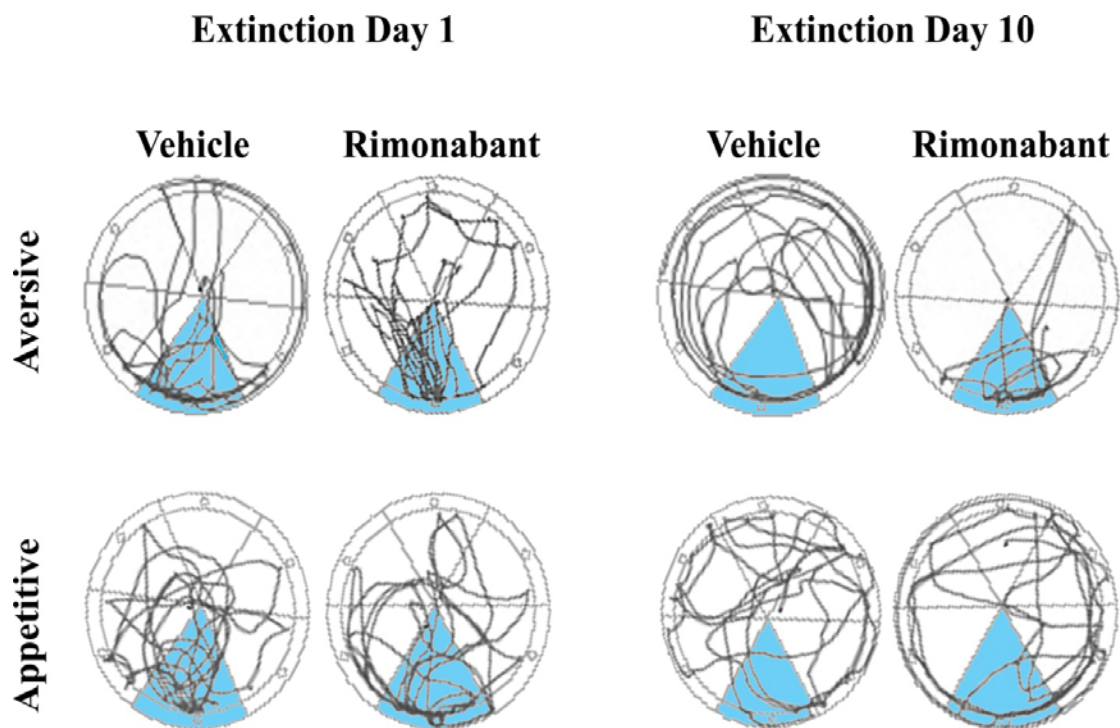 Extinction Day 1
Extinction Day 10
Vehicle
Rimonabant
Vehicle
Rimonabant
Aversive
Appetitive